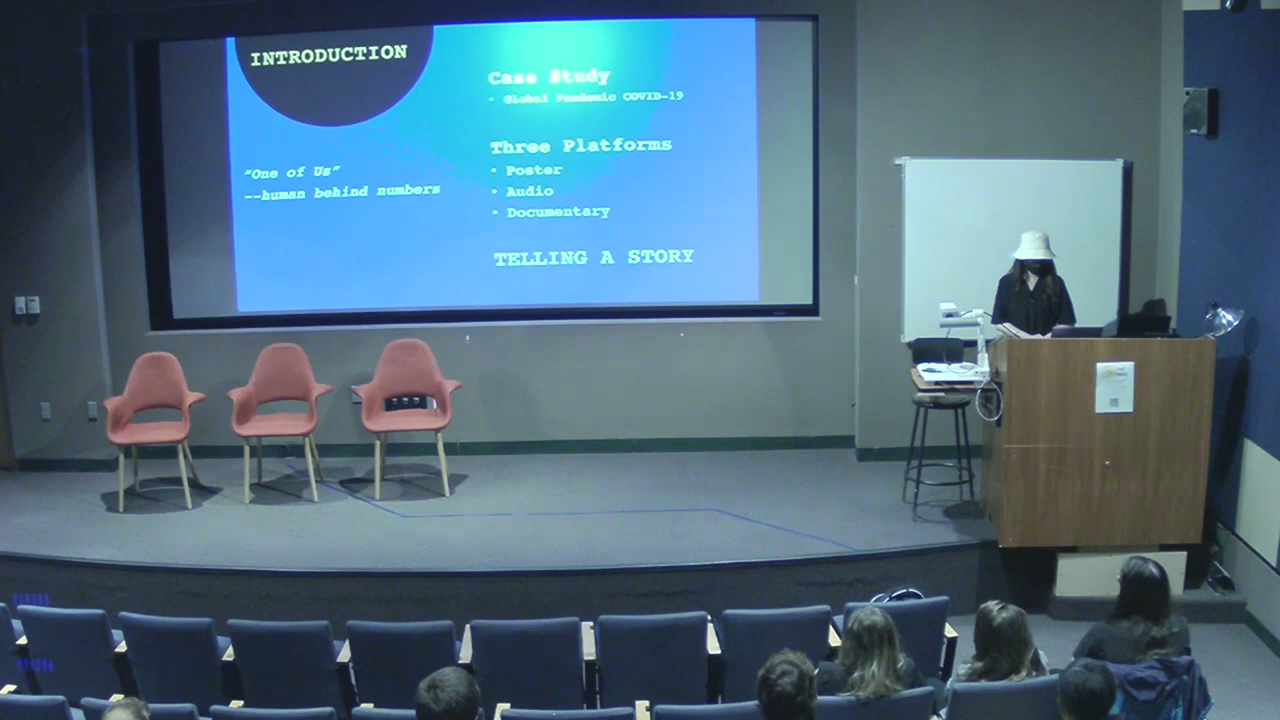 INTRODUCTION
"One of Us"
--human behind numbers
Case Study
• Global Pandemic COVID-19
Three Platforms
• Poster
• Audio
• Documentary
TELLING A STORY